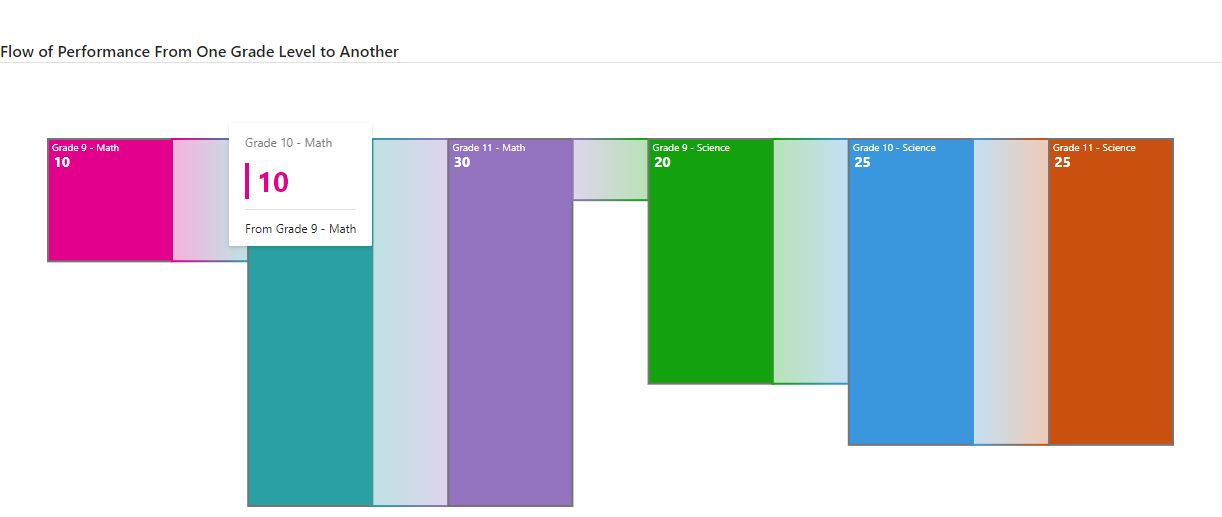 Flow of Performance From One Grade Level to Another
Grade 9 - Math
10
Grade 10 - Math
10
From Grade 9 - Math
Grade 11 - Math
30
Grade 9 - Science
20
Grade 10 - Science
25
Grade 11 - Science
25